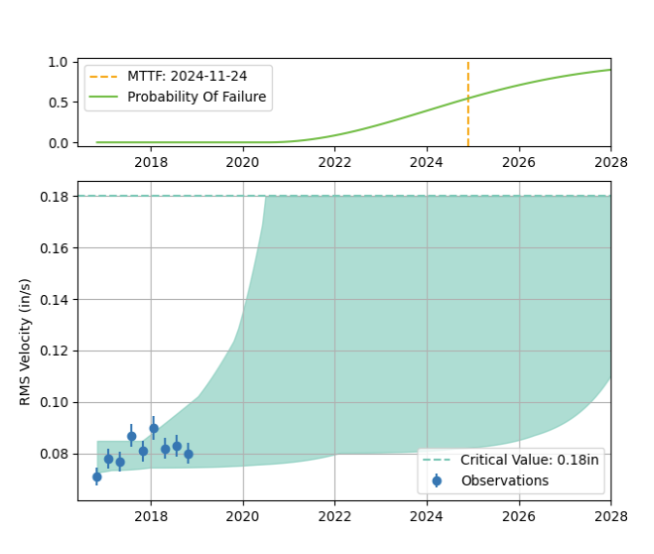 1.0
0.5
0.0
MTTF: 2024-11-24
Probability Of Failure
2018 2020 2022 2024 2026 2028
RMS Velocity (in/s)
0.18
0.16
0.14
0.12
0.10
0.08
Critical Value: 0.18in
Observations
2018 2020 2022 2024 2026 2028